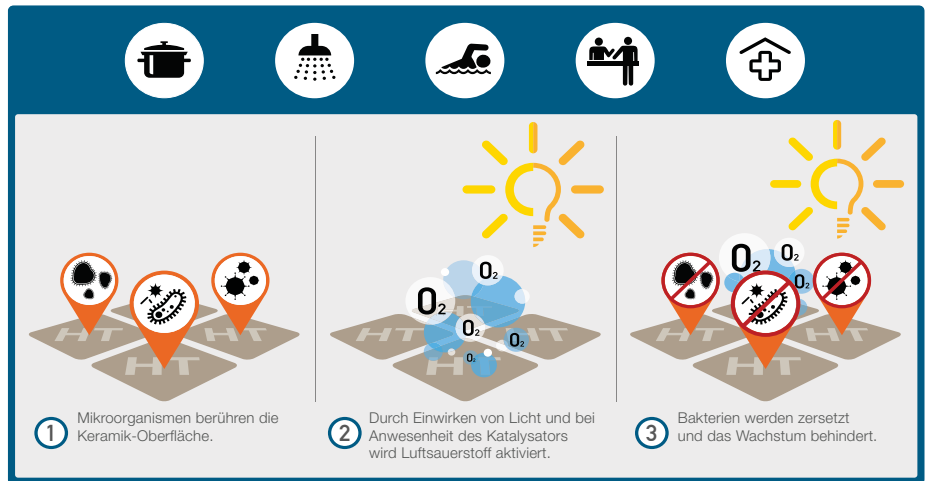 HT HT HT
HT
HT HT
HT
O2
O2
O2
O2
O2
HT HT
O2
O2
O2
1 Mikroorganismen berühren die
Keramik-Oberfläche.
2 Durch Einwirken von Licht und bei
Anwesenheit des Katalysators
wird Luftsauerstoff aktiviert.
3 Bakterien werden zersetzt
und das Wachstum behindert.